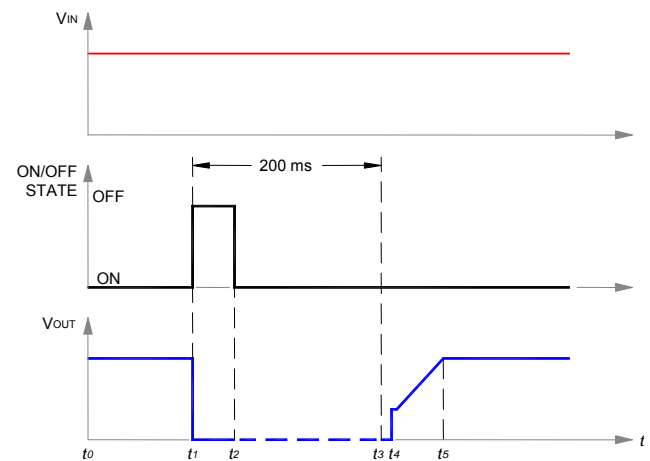 VIN
200 ms
ON/OFF
STATE
OFF
ON
VOUT
t
t0 t1 t2 t3 t4 t5